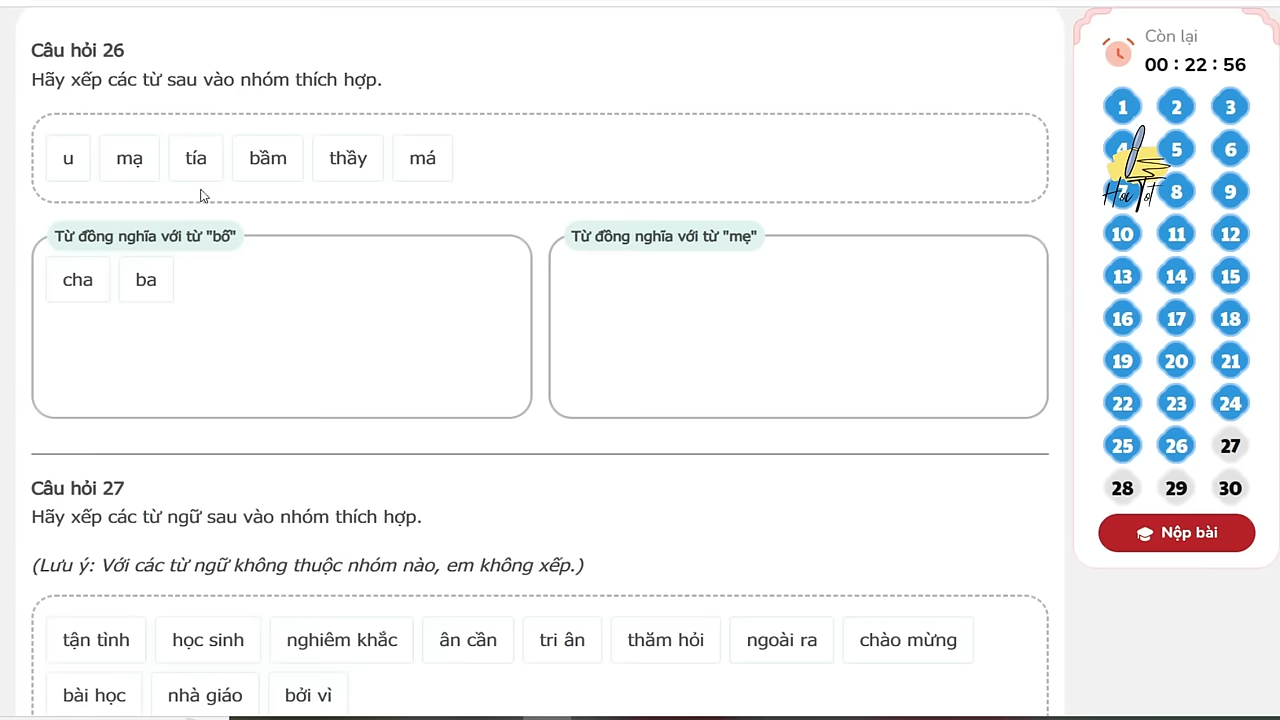 Câu hỏi 26
Hãy xếp các từ sau vào nhóm thích hợp.
u mạ tía bầm thầy má
Từ đồng nghĩa với từ "bố"
cha ba
Từ đồng nghĩa với từ "mẹ"
Câu hỏi 27
Hãy xếp các từ ngữ sau vào nhóm thích hợp.
(Lưu ý: Với các từ ngữ không thuộc nhóm nào, em không xếp.)
tận tình học sinh nghiêm khắc ân cần tri ân thăm hỏi ngoài ra chào mừng
bài học nhà giáo bởi vì
Còn lại
00 : 22 : 56
1 2 3
4 5 6
7 8 9
Học Tốt
10 11 12
13 14 15
16 17 18
19 20 21
22 23 24
25 26 27
28 29 30
Nộp bài